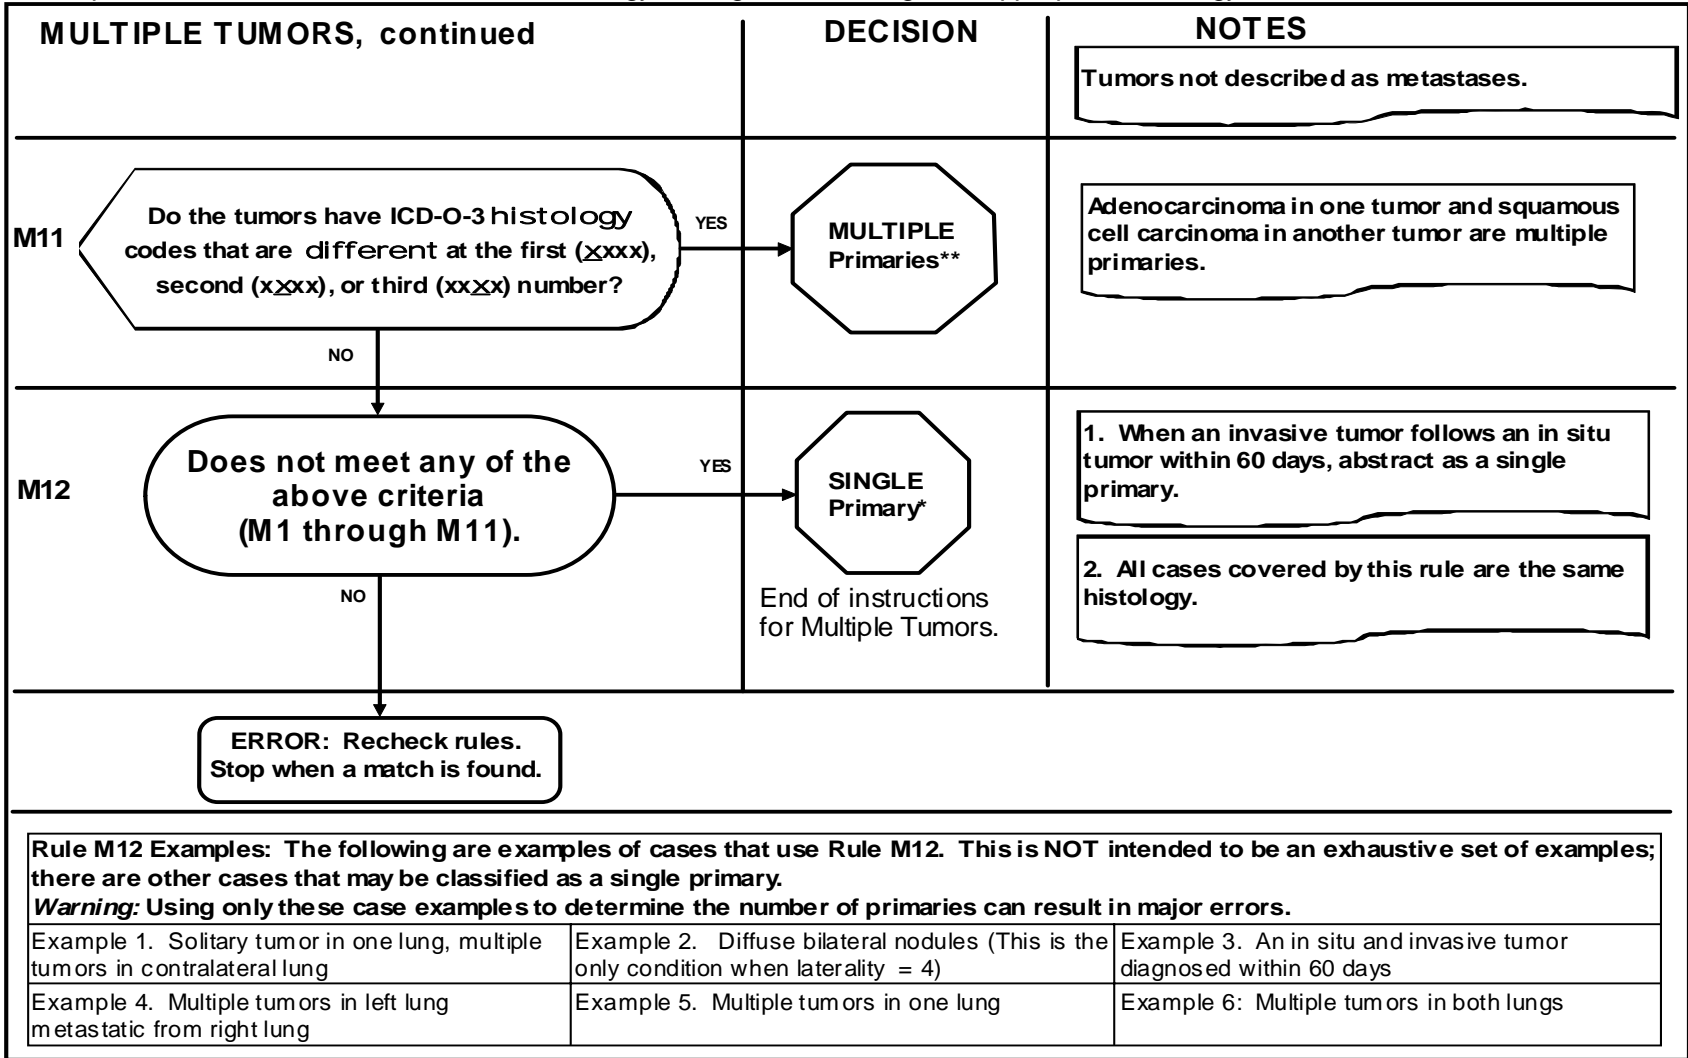 MULTIPLE TUMORS, continued
DECISION
NOTES
Tumors not described as metastases.
M11
Do the tumors have ICD-O-3 histology
codes that are different at the first (xxxx),
second (xxxx), or third (xxxx) number?
YES
MULTIPLE
Primaries**
Adenocarcinoma in one tumor and squamous
cell carcinoma in another tumor are multiple
primaries.
NO
M12
Does not meet any of the
above criteria
(M1 through M11).
YES
SINGLE
Primary*
End of instructions
for Multiple Tumors.
1. When an invasive tumor follows an in situ
tumor within 60 days, abstract as a single
primary.
2. All cases covered by this rule are the same
histology.
NO
ERROR: Recheck rules.
Stop when a match is found.
Rule M12 Examples: The following are examples of cases that use Rule M12. This is NOT intended to be an exhaustive set of examples;
there are other cases that may be classified as a single primary.
Warning: Using only these case examples to determine the number of primaries can result in major errors.
Example 1. Solitary tumor in one lung, multiple
tumors in contralateral lung
Example 2. Diffuse bilateral nodules (This is the
only condition when laterality = 4)
Example 3. An in situ and invasive tumor
diagnosed within 60 days
Example 4. Multiple tumors in left lung
metastatic from right lung
Example 5. Multiple tumors in one lung
Example 6: Multiple tumors in both lungs